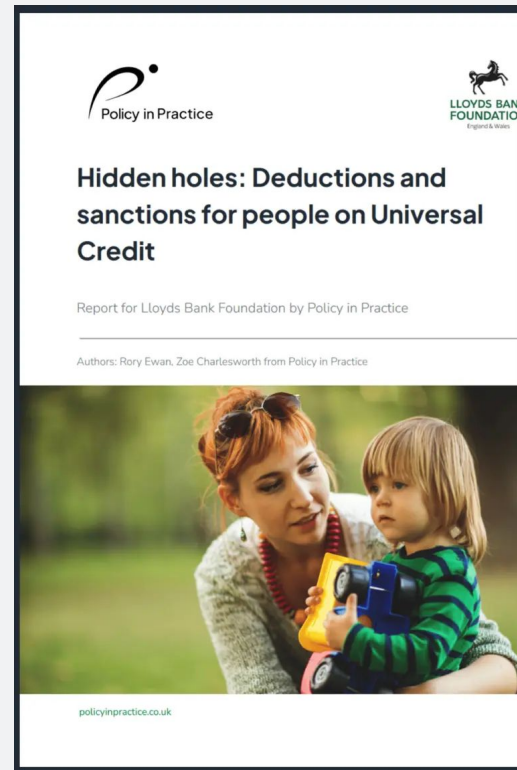 Policy in Practice
LLOYDS BAN
FOUNDATIO
England & Wales
Hidden holes: Deductions and
sanctions for people on Universal
Credit
Report for Lloyds Bank Foundation by Policy in Practice
Authors: Rory Ewan, Zoe Charlesworth from Policy in Practice
policyinpractice.co.uk